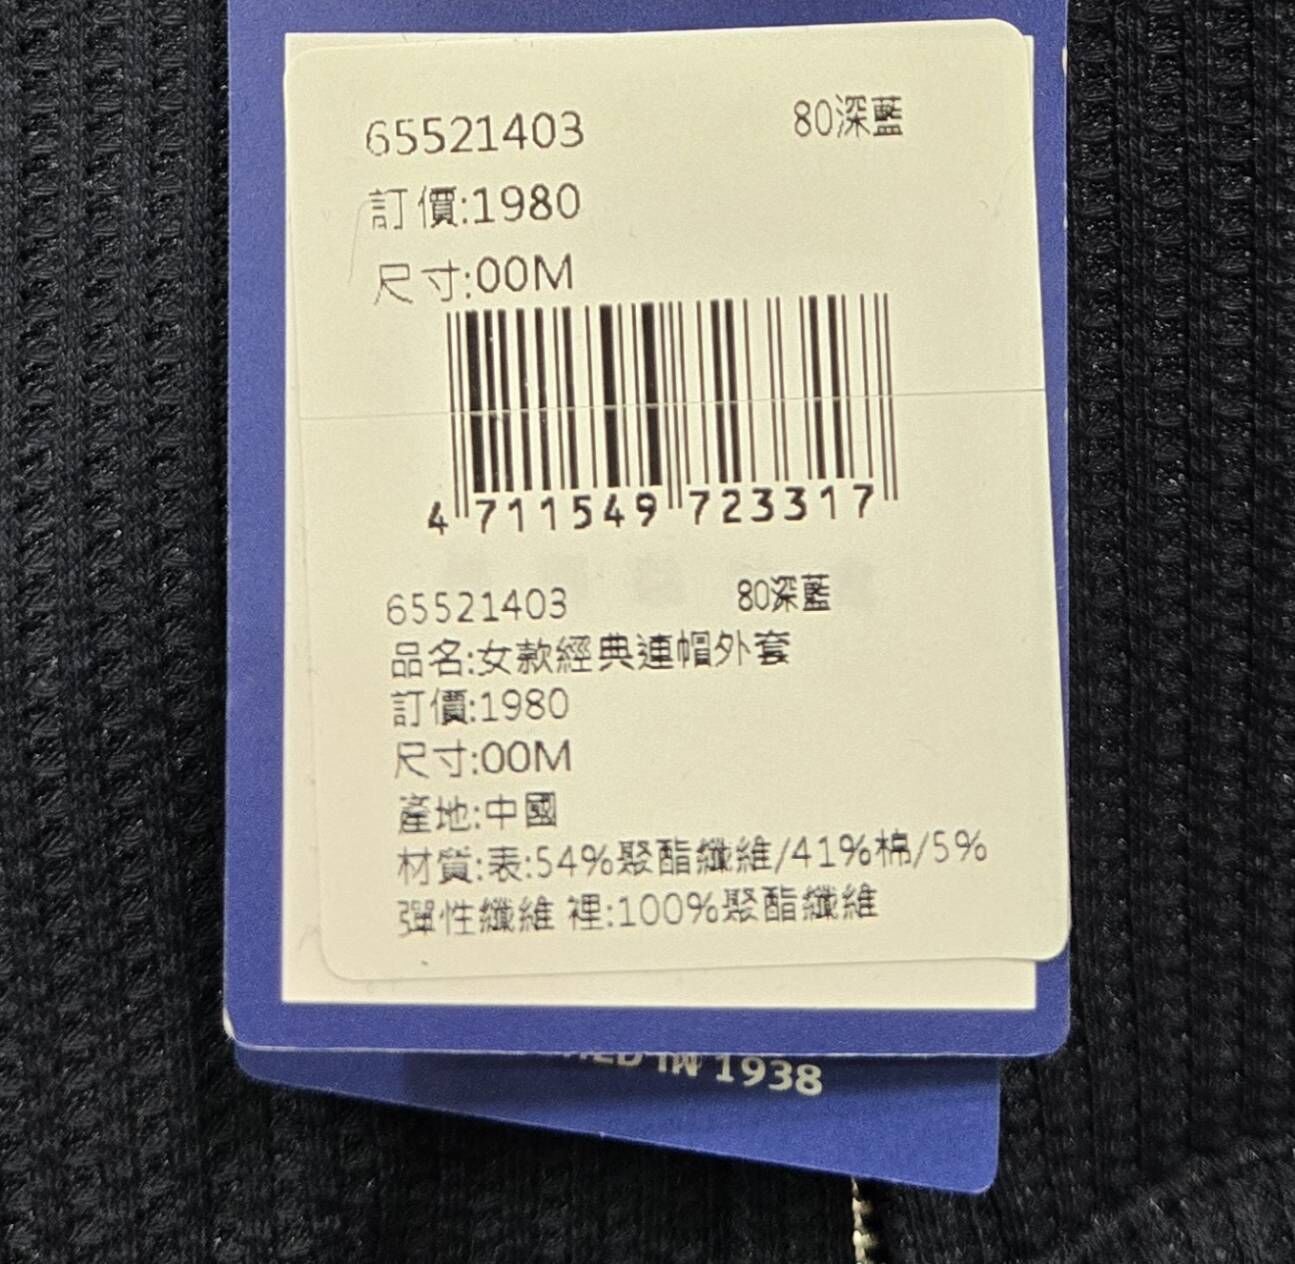 65521403 80深藍
訂價:1980
尺寸:00M
4 711549 723317
65521403 80深藍
品名:女款經典連帽外套
訂價:1980
尺寸:00M
產地:中國
材質:表:54%聚酯纖維/41%棉/5%
彈性纖維 裡:100%聚酯纖維
IN 1938